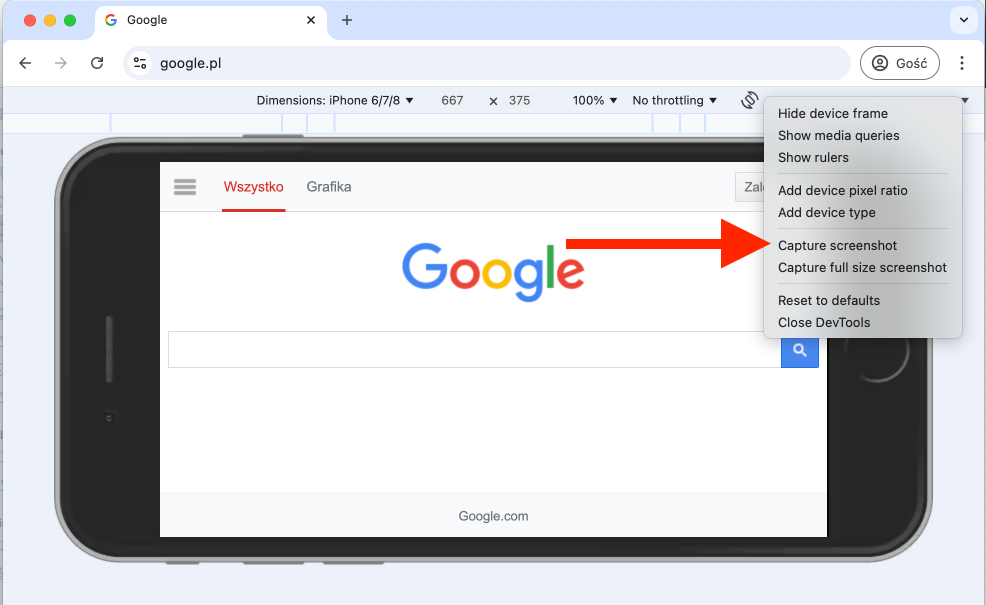 Google
google.pl
Gość
Dimensions: iPhone 6/7/8 667 × 375 100% No throttling
Hide device frame
Show media queries
Show rulers
Add device pixel ratio
Add device type
Capture screenshot
Capture full size screenshot
Reset to defaults
Close DevTools
Wszystko Grafika
Google
Google.com